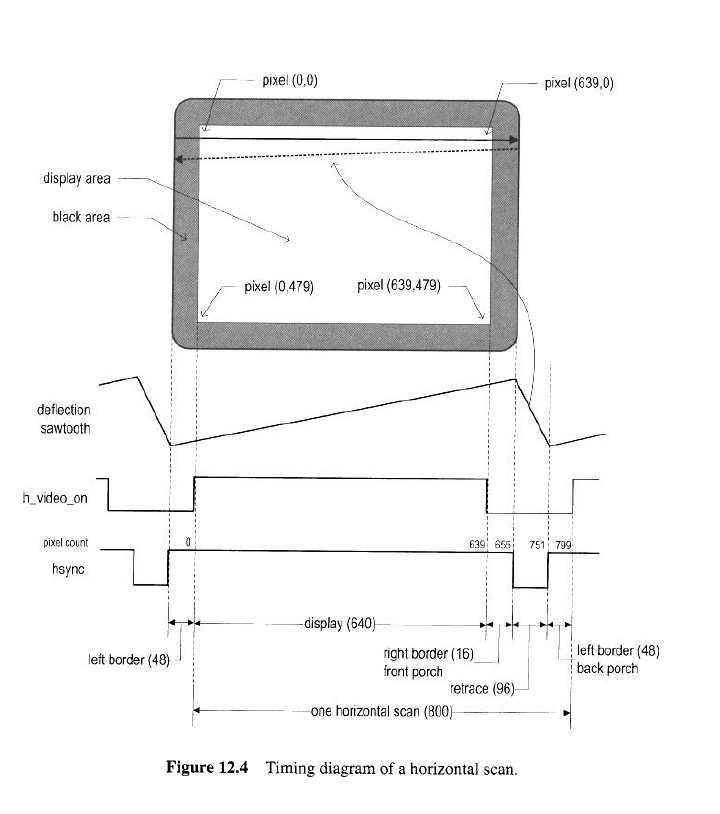 pixel (0,0)
pixel (639,0)
display area
black area
pixel (0,479)
pixel (639,479)
deflection
sawtooth
h_video_on
pixel count
0
639
655
751
799
hsync
display (640)
left border (48)
right border (16)
front porch
left border (48)
back porch
retrace (96)
one horizontal scan (800)
Figure 12.4 Timing diagram of a horizontal scan.